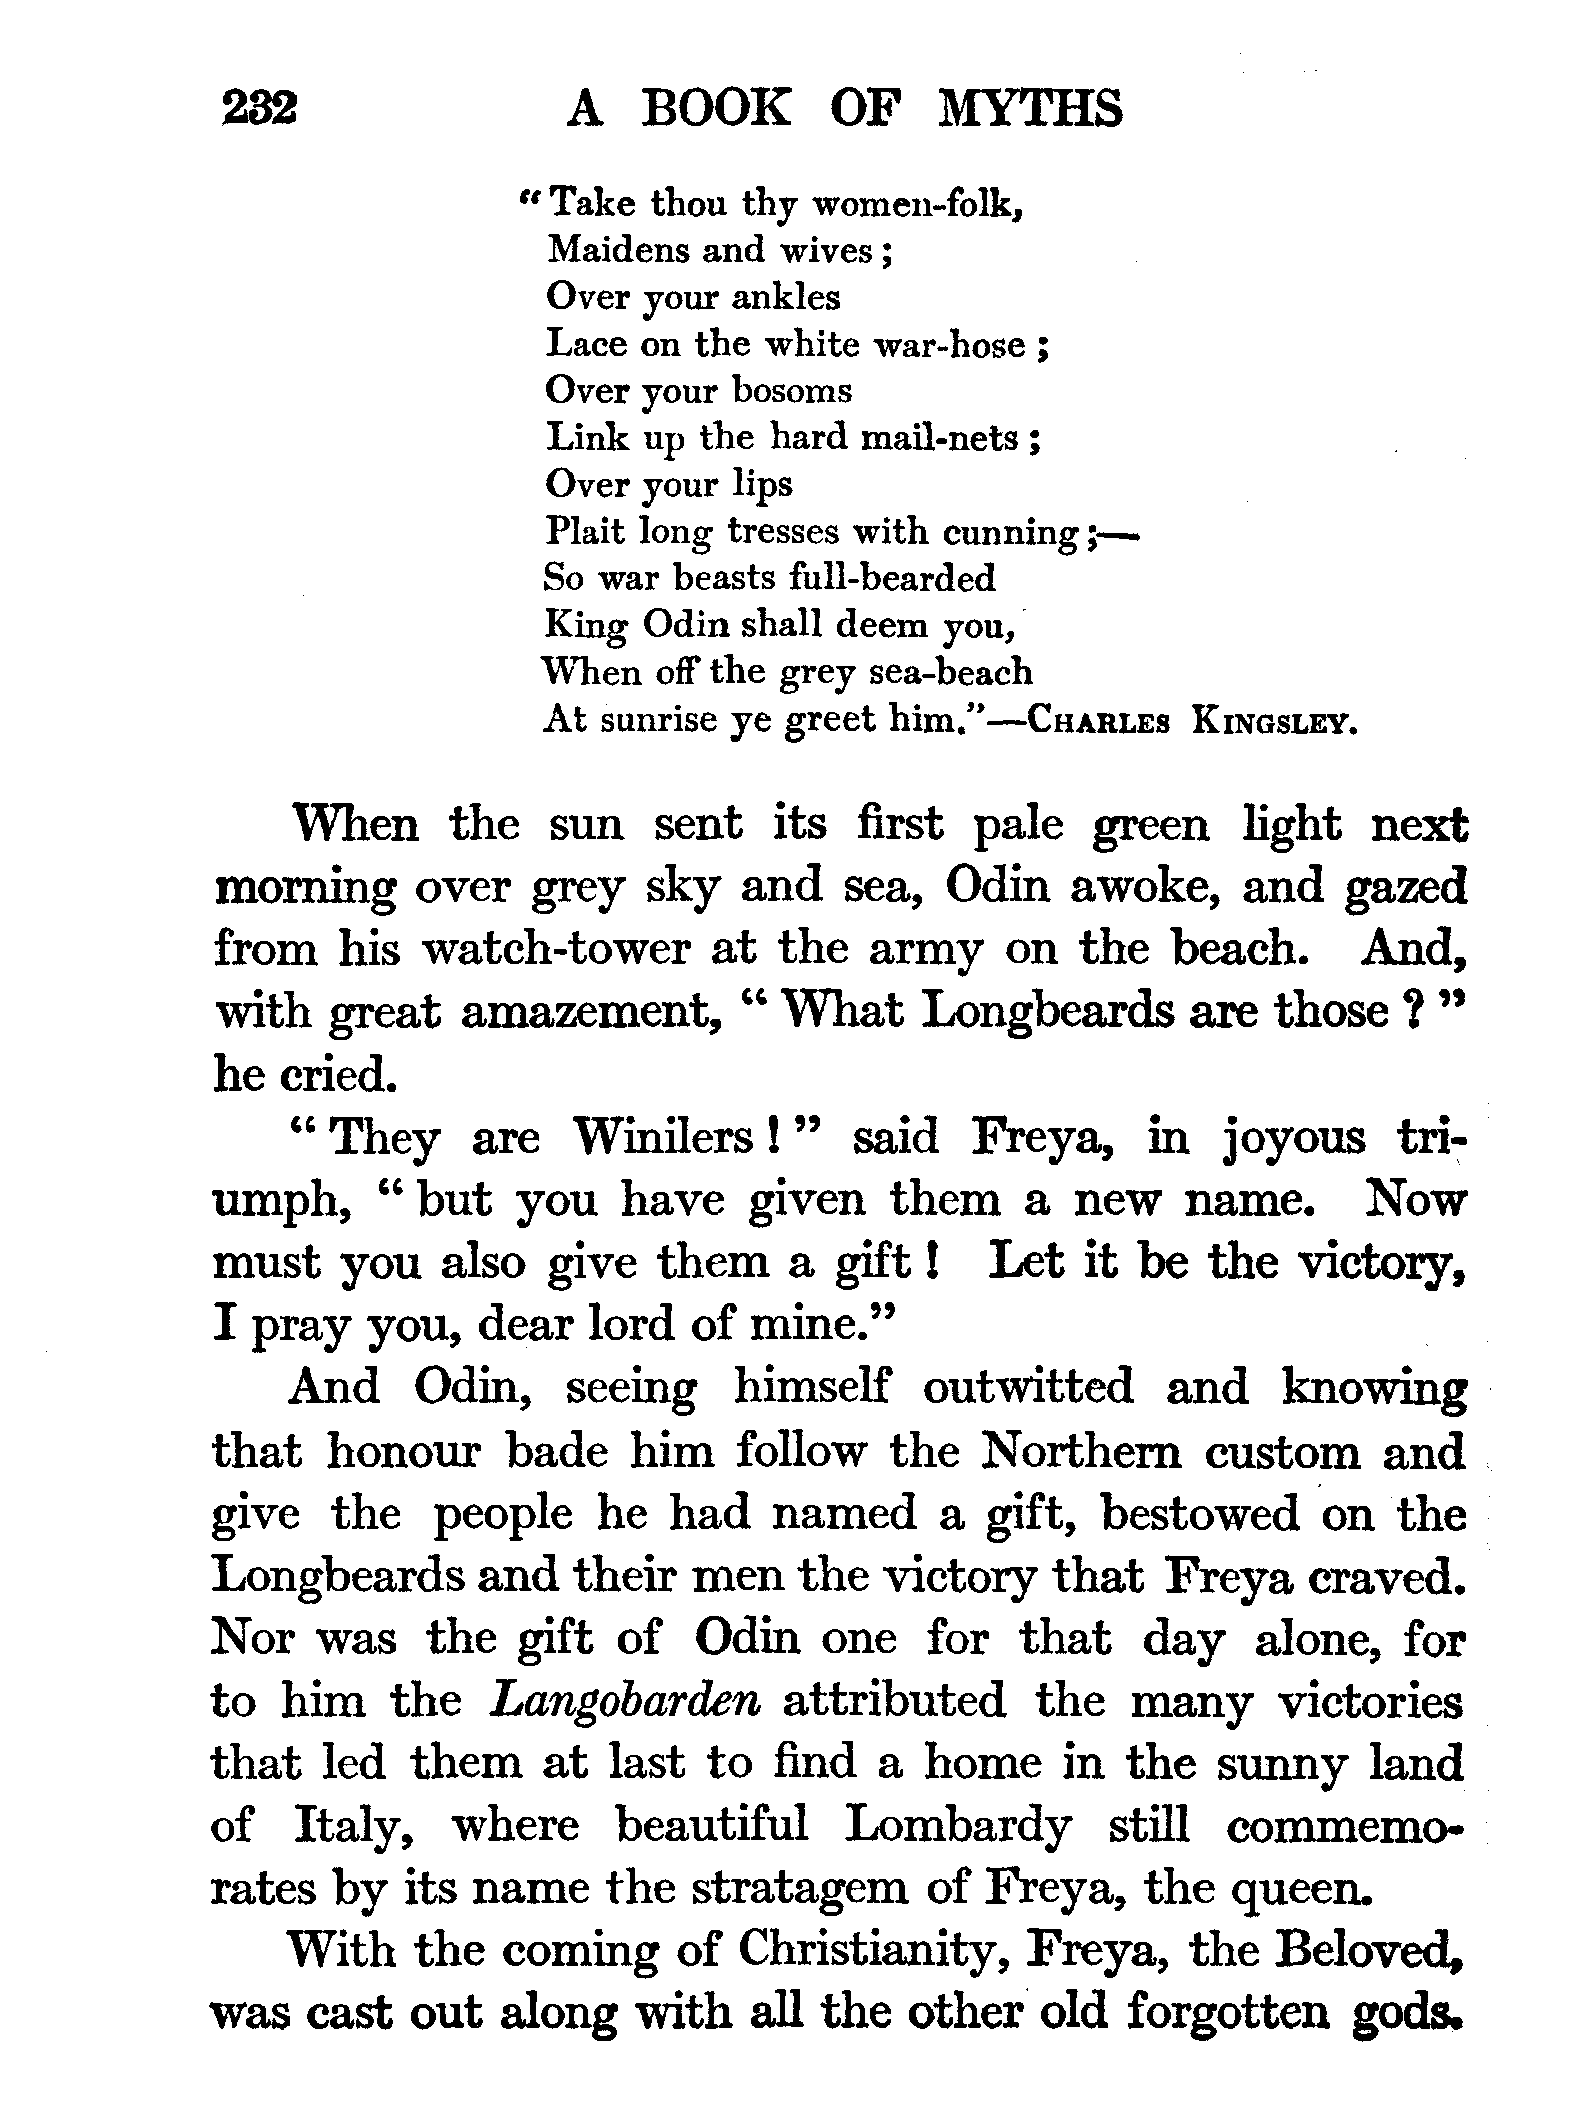 232 A BOOK OF MYTHS
“Take thou thy women-folk,
Maidens and wives ;
Over your ankles
Lace on the white war-hose ;
Over your bosoms
Link up the hard mail-nets ;
Over your lips
Plait long tresses with cunning ;—
So war beasts full-bearded
King Odin shall deem you,
When off the grey sea-beach
At sunrise ye greet him.”—CHARLES KINGSLEY.
When the sun sent its first pale green light next
morning over grey sky and sea, Odin awoke, and gazed
from his watch-tower at the army on the beach. And,
with great amazement, “ What Longbeards are those ? ”
he cried.
“ They are Winilers ! ” said Freya, in joyous tri-
umph, “ but you have given them a new name. Now
must you also give them a gift ! Let it be the victory,
I pray you, dear lord of mine.”
And Odin, seeing himself outwitted and knowing
that honour bade him follow the Northern custom and
give the people he had named a gift, bestowed on the
Longbeards and their men the victory that Freya craved.
Nor was the gift of Odin one for that day alone, for
to him the Langobarden attributed the many victories
that led them at last to find a home in the sunny land
of Italy, where beautiful Lombardy still commemo-
rates by its name the stratagem of Freya, the queen.
With the coming of Christianity, Freya, the Beloved,
was cast out along with all the other old forgotten gods.